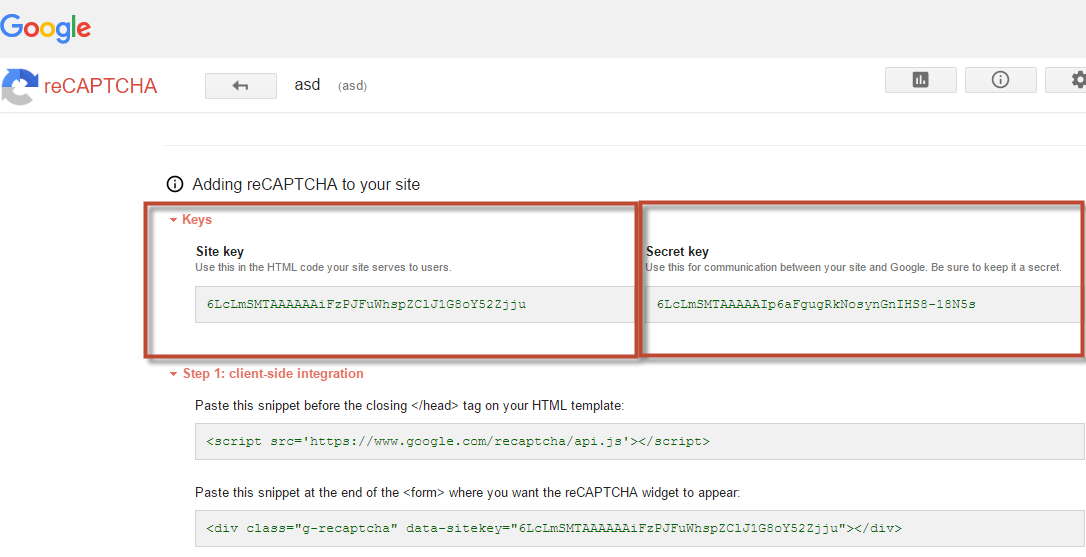 Google
reCAPTCHA
asd (asd)
Adding reCAPTCHA to your site
Keys
Site key
Use this in the HTML code your site serves to users.
6LcLmSMTAAAAAAiFzPJFuWhspZClJ1G8oY52Zjju
Secret key
Use this for communication between your site and Google. Be sure to keep it a secret.
6LcLmSMTAAAAAIp6aFgugRkNosynGnIHS8-18N5s
Step 1: client-side integration
Paste this snippet before the closing </head> tag on your HTML template:
<script src='https://www.google.com/recaptcha/api.js'></script>
Paste this snippet at the end of the <form> where you want the reCAPTCHA widget to appear:
<div class="g-recaptcha" data-sitekey="6LcLmSMTAAAAAAiFzPJFuWhspZClJ1G8oY52Zjju"></div>